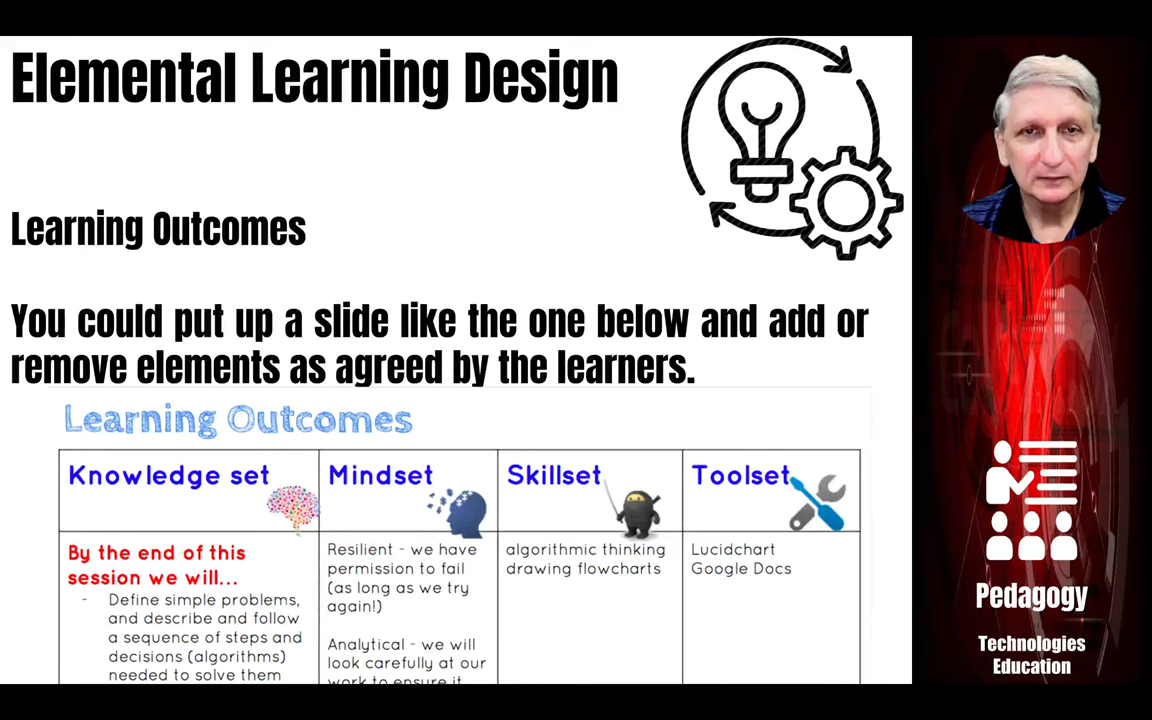 Elemental Learning Design
Learning Outcomes
You could put up a slide like the one below and add or
remove elements as agreed by the learners.
Learning Outcomes
Knowledge set
Mindset
Skillset
Toolset
By the end of this
session we will...
- Define simple problems,
and describe and follow
a sequence of steps and
decisions (algorithms)
needed to solve them
Resilient - we have
permission to fail
(as long as we try
again!)
Analytical - we will
look carefully at our
work to ensure it
algorithmic thinking
drawing flowcharts
Lucidchart
Google Docs
Pedagogy
Technologies
Education